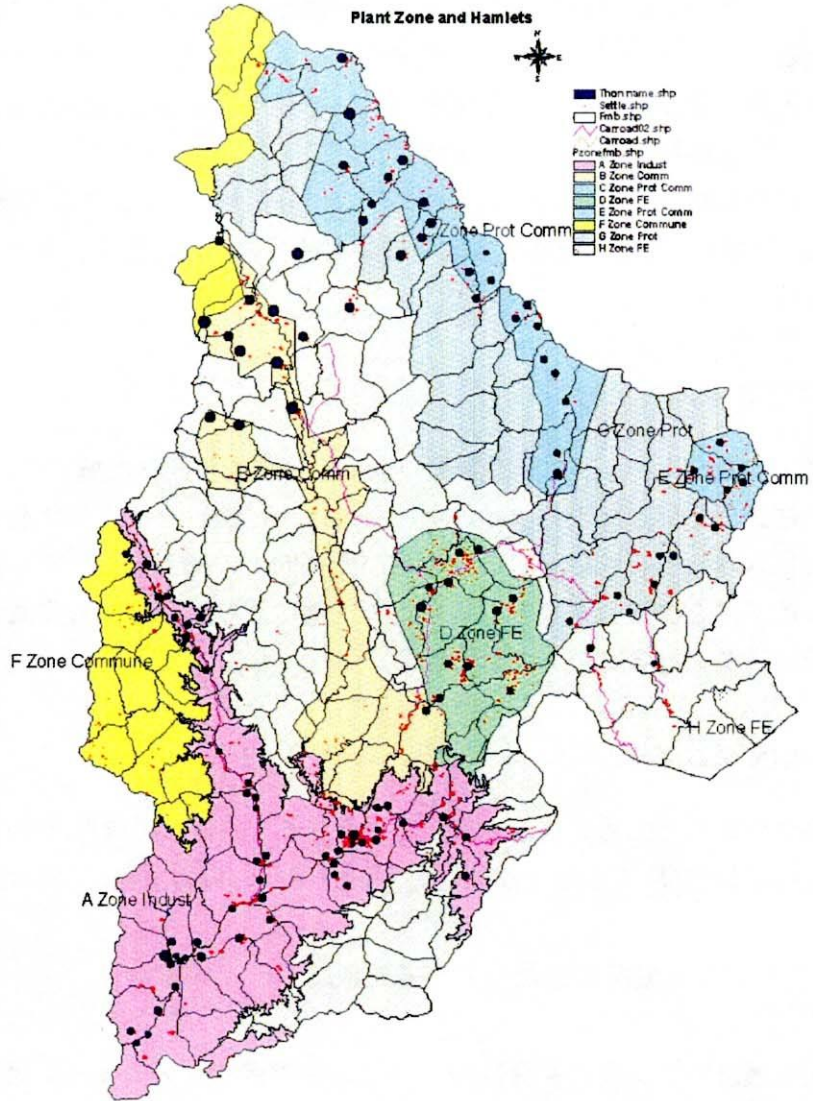 Plant Zone and Hamlets
N
W
E
S
Thon name.shp
Settle.shp
Fmb.shp
Carroad02.shp
Carroad.shp
Pzonefmb.shp
A Zone Indust
B Zone Comm
C Zone Prot Comm
D Zone FE
E Zone Prot Comm
F Zone Commune
G Zone Prot
H Zone FE
Zone Prot Comm
G Zone Prot
E Zone Prot Comm
B Zone Comm
D Zone FE
F Zone Commune
H Zone FE
A Zone Indust